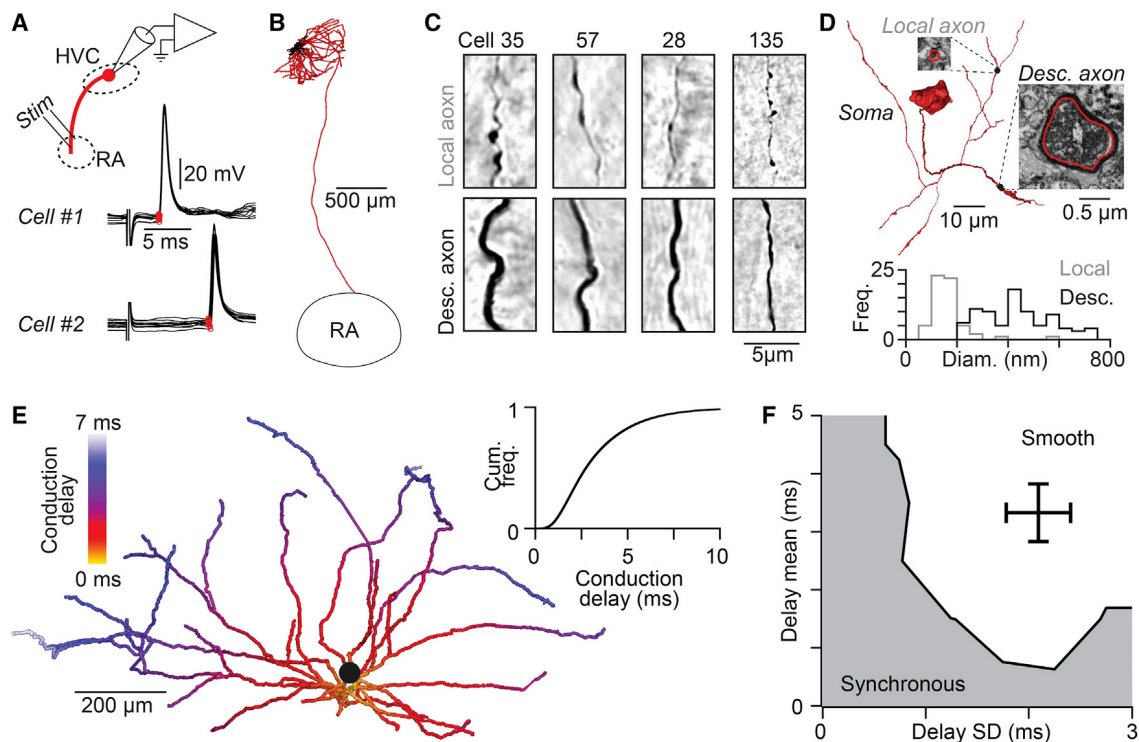 A
HVC
Stim
RA
20 mV
Cell #1
5 ms
Cell #2
B
500 µm
RA
C
Cell 35
57
28
135
Local aoxn
Desc. axon
5µm
D
Local axon
Desc. axon
Soma
10 µm
0.5 µm
25
Freq.
0
Local
Desc.
0
Diam. (nm)
800
E
7 ms
Conduction
delay
0 ms
200 µm
1
Cum.
freq.
0
0
5
10
Conduction
delay (ms)
F
5
Delay mean (ms)
0
Smooth
Synchronous
0
Delay SD (ms)
3